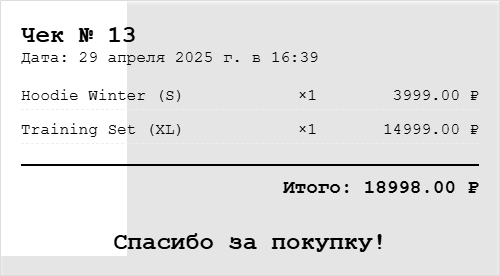 Чек № 13
Дата: 29 апреля 2025 г. в 16:39
Hoodie Winter (S) ×1 3999.00 ₽
Training Set (XL) ×1 14999.00 ₽
Итого: 18998.00 ₽
Спасибо за покупку!